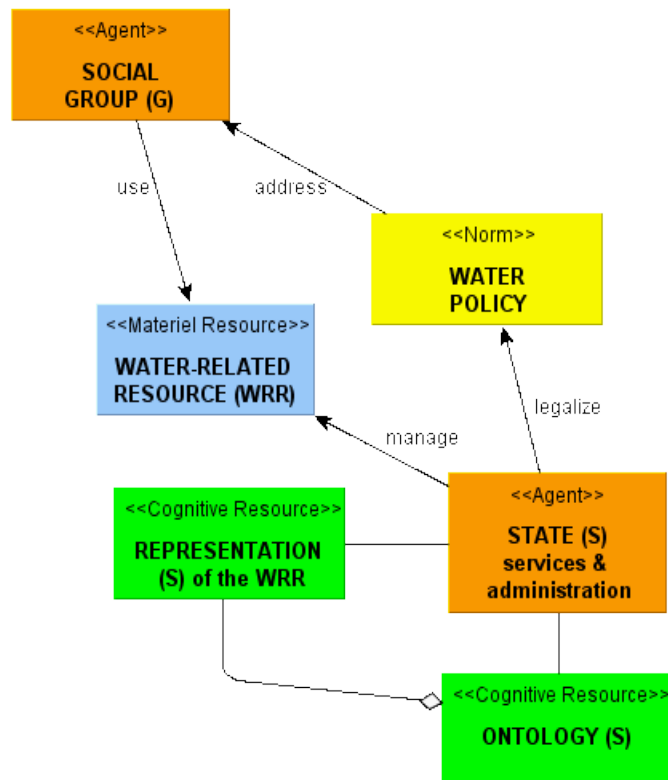 <<Agent>>
SOCIAL
GROUP (G)
use
address
<<Norm>>
WATER
POLICY
<<Materiel Resource>>
WATER-RELATED
RESOURCE (WRR)
legalize
manage
<<Agent>>
STATE (S)
services &
administration
<<Cognitive Resource>>
REPRESENTATION
(S) of the WRR
<<Cognitive Resource>>
ONTOLOGY (S)